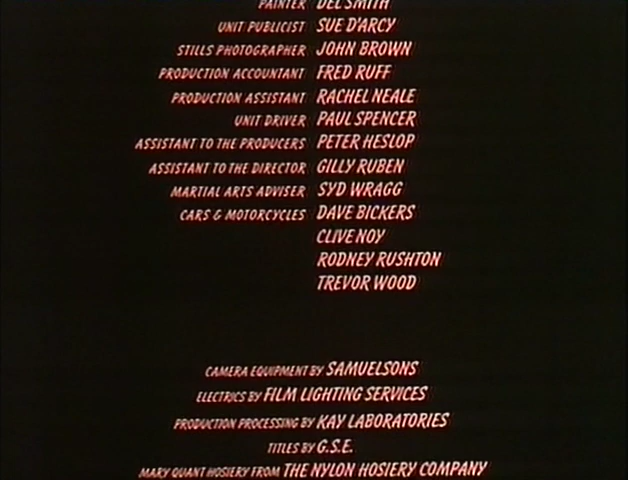 PAINTER DEL SMITH
UNIT PUBLICIST SUE D'ARCY
STILLS PHOTOGRAPHER JOHN BROWN
PRODUCTION ACCOUNTANT FRED RUFF
PRODUCTION ASSISTANT RACHEL NEALE
UNIT DRIVER PAUL SPENCER
ASSISTANT TO THE PRODUCERS PETER HESLOP
ASSISTANT TO THE DIRECTOR GILLY RUBEN
MARTIAL ARTS ADVISER SYD WRAGG
CARS & MOTORCYCLES DAVE BICKERS
CLIVE NOY
RODNEY RUSHTON
TREVOR WOOD
CAMERA EQUIPMENT BY SAMUELSONS
ELECTRICS BY FILM LIGHTING SERVICES
PRODUCTION PROCESSING BY KAY LABORATORIES
TITLES BY G.S.E.
MARY QUANT HOSIERY FROM THE NYLON HOSIERY COMPANY